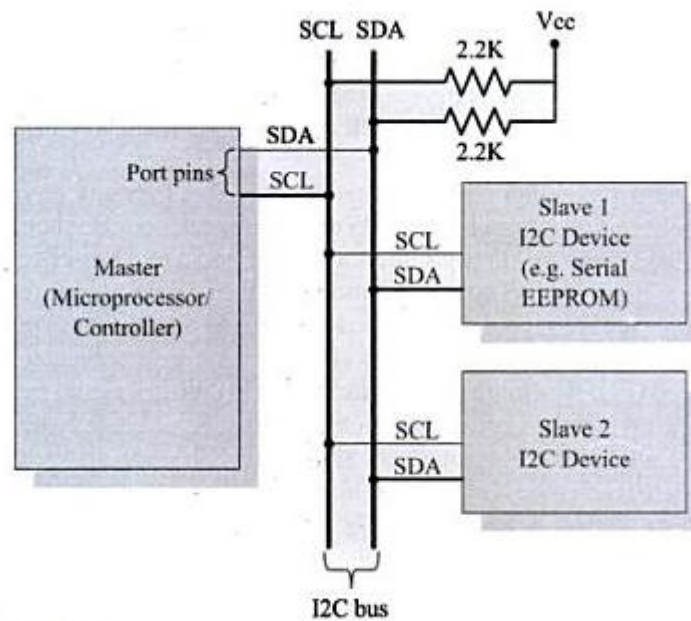 SCL SDA
Vcc
2.2K
2.2K
SDA
Port pins
SCL
Master
(Microprocessor/
Controller)
SCL
SDA
Slave 1
I2C Device
(e.g. Serial
EEPROM)
SCL
SDA
Slave 2
I2C Device
I2C bus